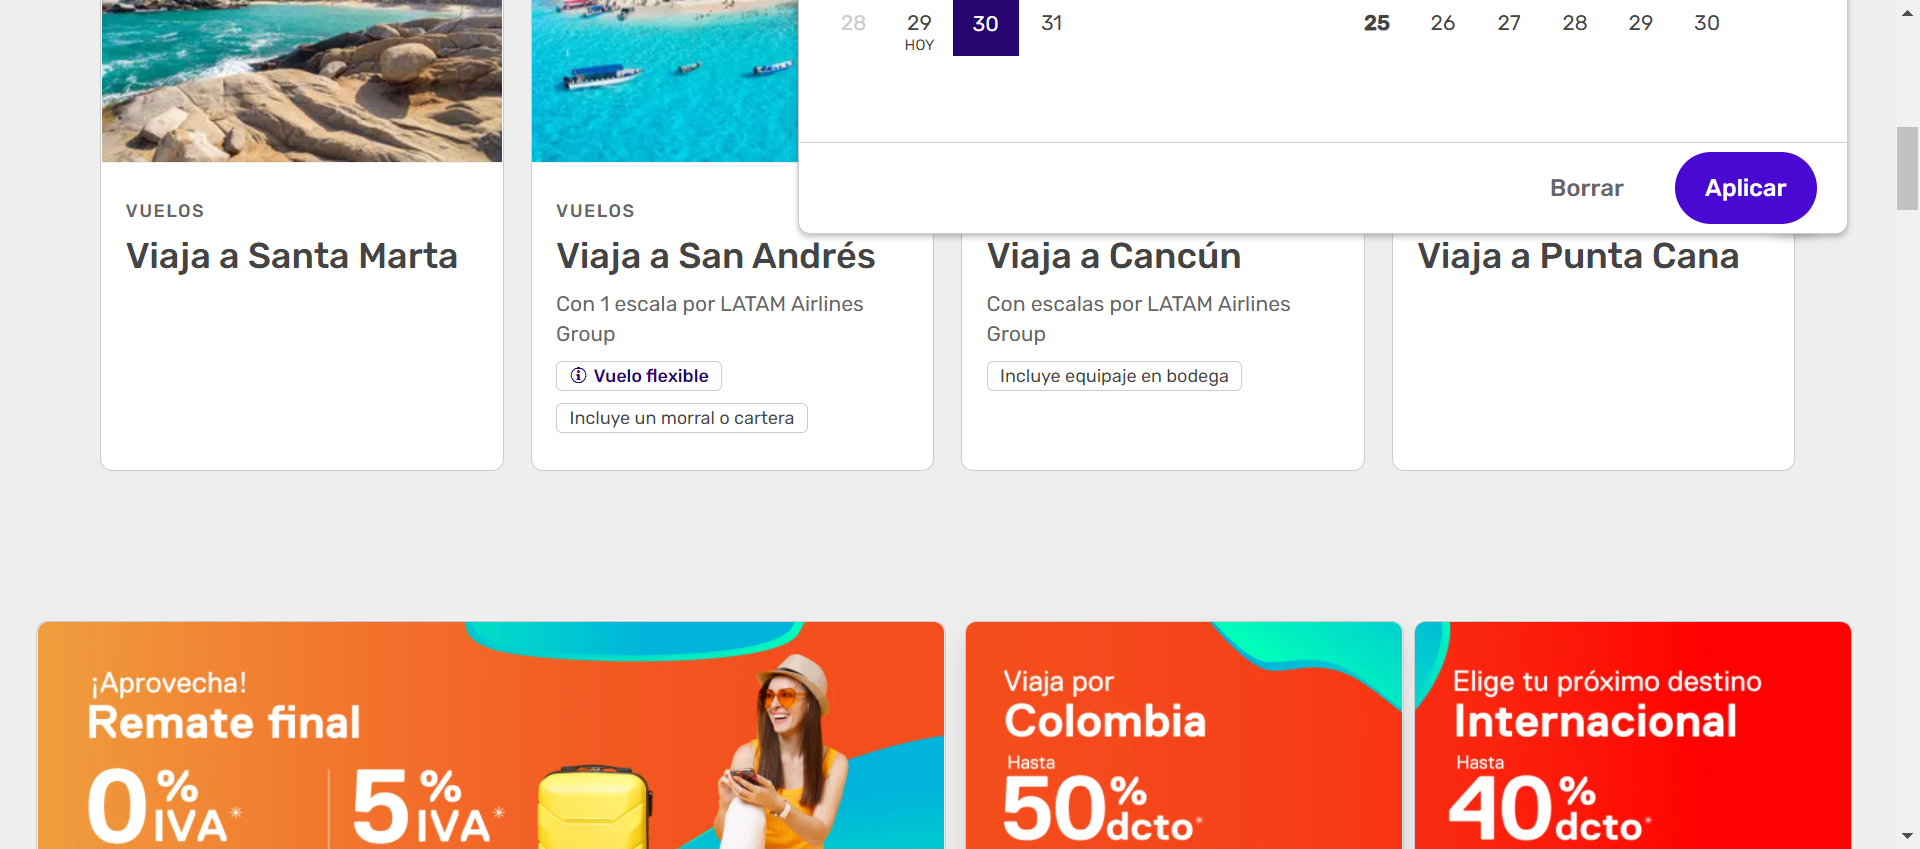 28 29 30 31 25 26 27 28 29 30
HOY
Borrar Aplicar
VUELOS
Viaja a Santa Marta
VUELOS
Viaja a San Andrés
Con 1 escala por LATAM Airlines
Group
Vuelo flexible
Incluye un morral o cartera
Viaja a Cancún
Con escalas por LATAM Airlines
Group
Incluye equipaje en bodega
Viaja a Punta Cana
¡Aprovecha!
Remate final
0% IVA* 5% IVA*
Viaja por
Colombia
Hasta
50% dcto*
Elige tu próximo destino
Internacional
Hasta
40% dcto*